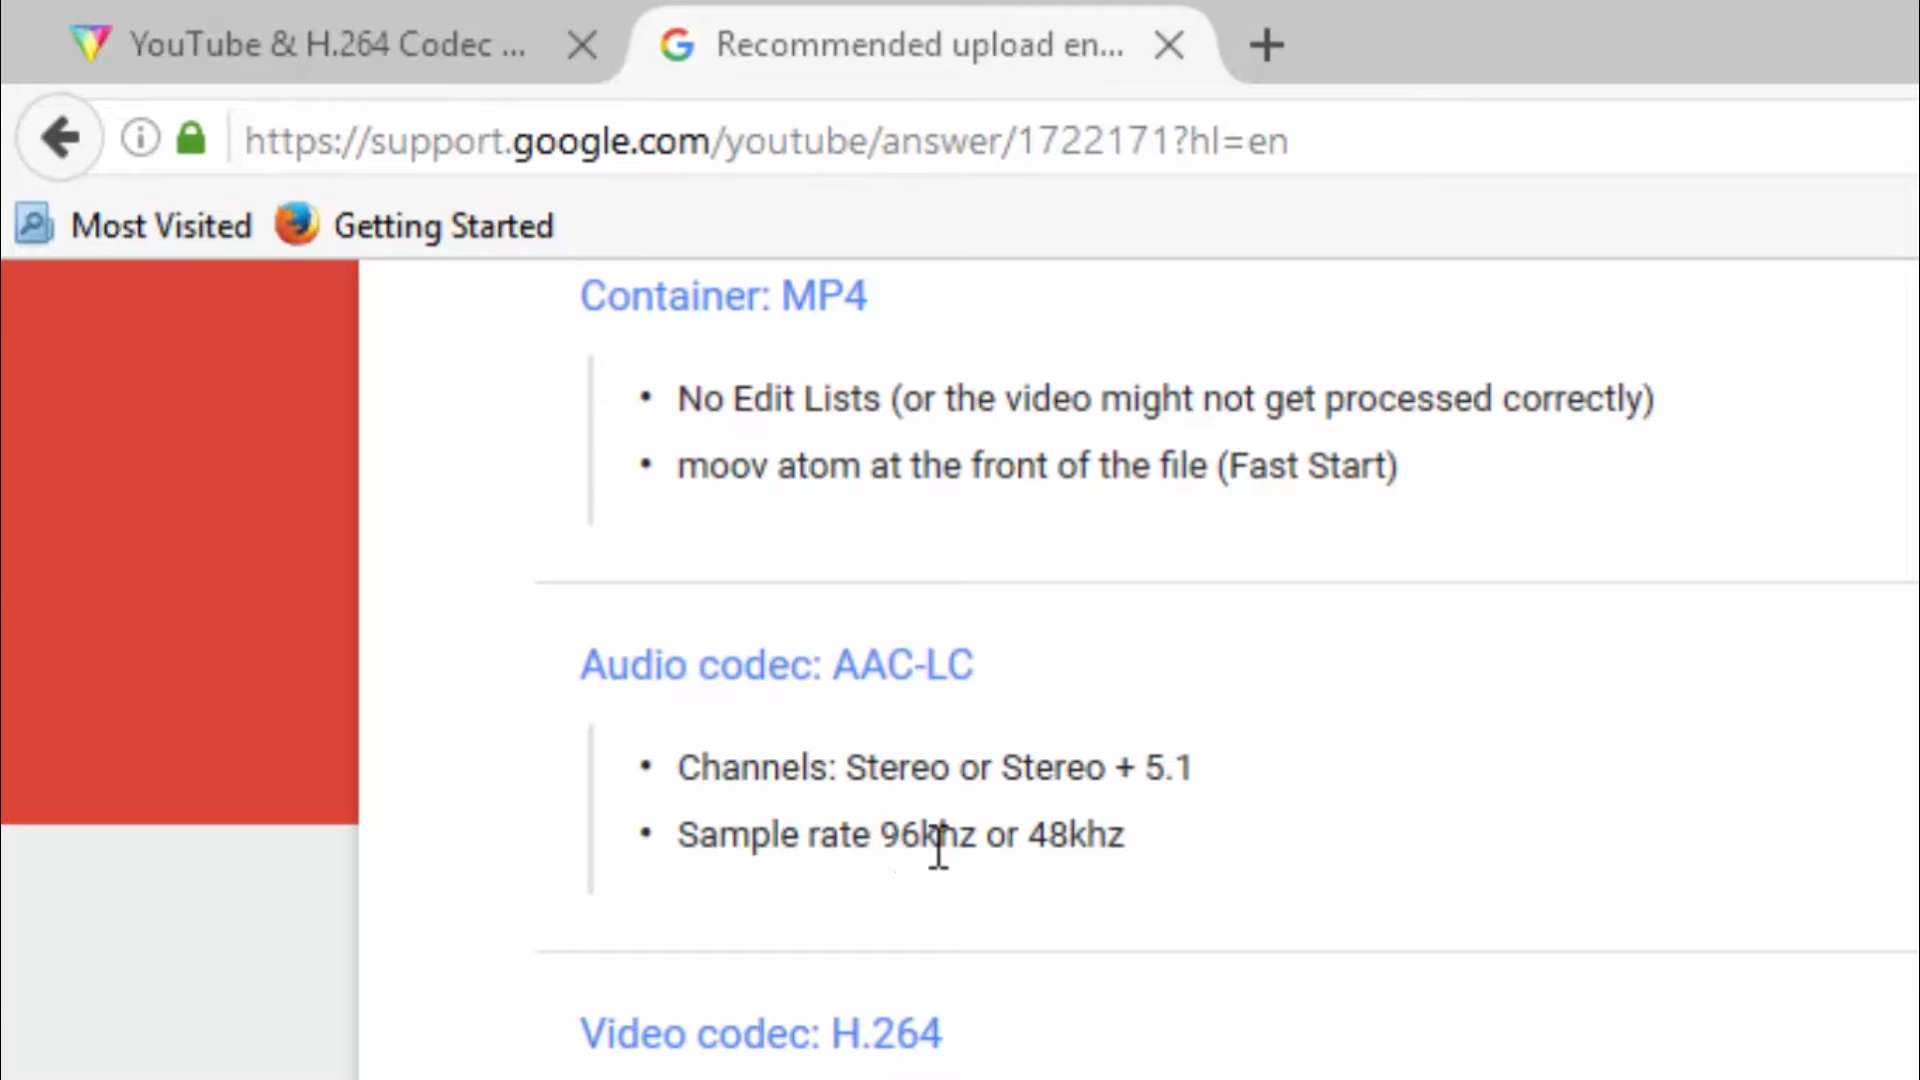 YouTube & H.264 Codec ...
Recommended upload en...
https://support.google.com/youtube/answer/1722171?hl=en
Most Visited
Getting Started
Container: MP4
• No Edit Lists (or the video might not get processed correctly)
• moov atom at the front of the file (Fast Start)
Audio codec: AAC-LC
• Channels: Stereo or Stereo + 5.1
• Sample rate 96khz or 48khz
Video codec: H.264